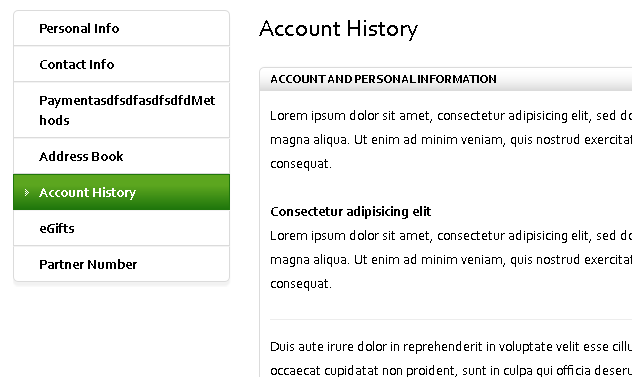 Personal Info
Contact Info
PaymentasdfsdfasdfsdfdMet
hods
Address Book
Account History
eGifts
Partner Number
Account History
ACCOUNT AND PERSONAL INFORMATION
Lorem ipsum dolor sit amet, consectetur adipisicing elit, sed do
magna aliqua. Ut enim ad minim veniam, quis nostrud exercitat
consequat.
Consectetur adipisicing elit
Lorem ipsum dolor sit amet, consectetur adipisicing elit, sed do
magna aliqua. Ut enim ad minim veniam, quis nostrud exercitat
consequat.
Duis aute irure dolor in reprehenderit in voluptate velit esse cillu
occaecat cupidatat non proident, sunt in culpa qui officia deseru